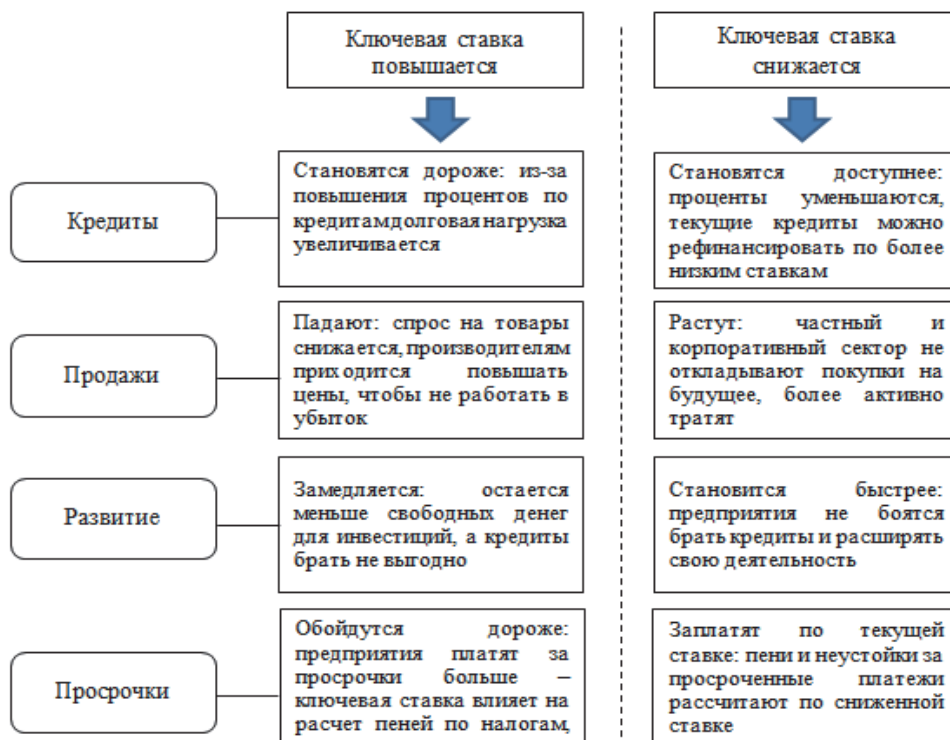 Ключевая ставка
повышается
Ключевая ставка
снижается
Кредиты
Становятся дороже: из-за
повышения процентов по
кредитам долговая нагрузка
увеличивается
Становятся доступнее:
проценты уменьшаются,
текущие кредиты можно
рефинансировать по более
низким ставкам
Продажи
Падают: спрос на товары
снижается, производителям
приходится повышать
цены, чтобы не работать в
убыток
Растут: частный и
корпоративный сектор не
откладывают покупки на
будущее, более активно
тратят
Развитие
Замедляется: остается
меньше свободных денег
для инвестиций, а кредиты
брать не выгодно
Становится быстрее:
предприятия не боятся
брать кредиты и расширять
свою деятельность
Просрочки
Обойдутся дороже:
предприятия платят за
просрочки больше –
ключевая ставка влияет на
расчет пеней по налогам,
Заплатят по текущей
ставке: пени и неустойки за
просроченные платежи
рассчитают по сниженной
ставке